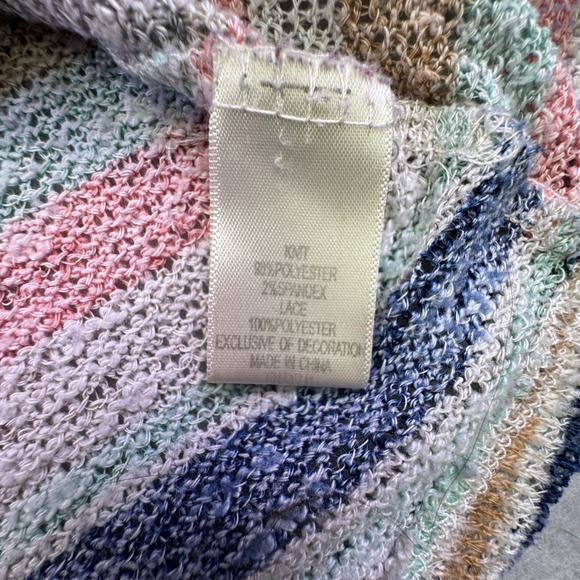 KNIT
98%POLYESTER
2%SPANDEX
LACE
100%POLYESTER
EXCLUSIVE OF DECORATION
MADE IN CHINA